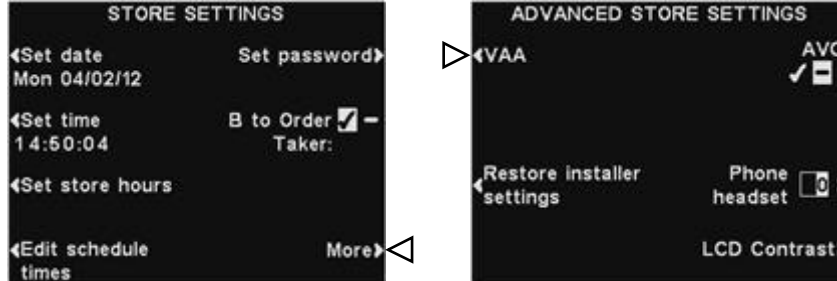 STORE SETTINGS
Set date
Mon 04/02/12
Set password
Set time
14:50:04
B to Order
Taker:
Set store hours
Edit schedule
times
More
ADVANCED STORE SETTINGS
VAA
AVC
Restore installer
settings
Phone
headset
0
LCD Contrast